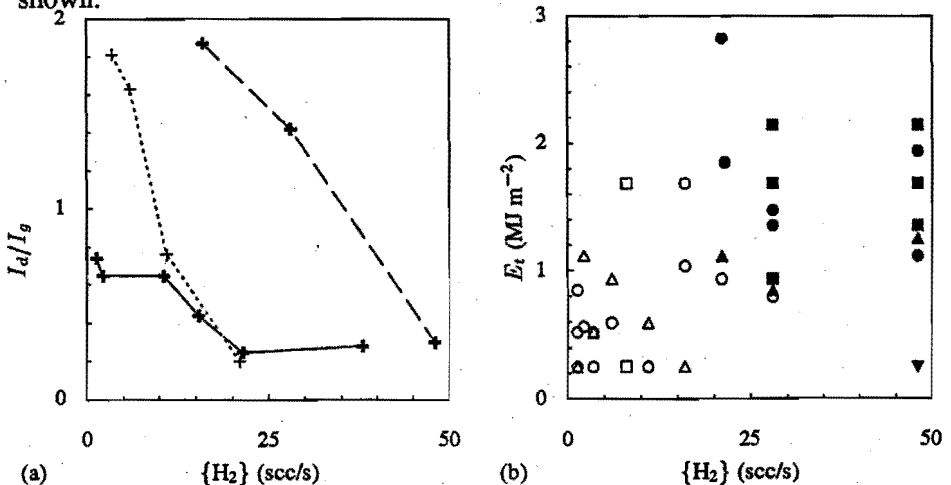 shown.
2
1
0
I_d/I_g
0
25
50
(a)
{H₂} (scc/s)
3
2
1
0
E_t (MJ m⁻²)
0
25
50
(b)
{H₂} (scc/s)